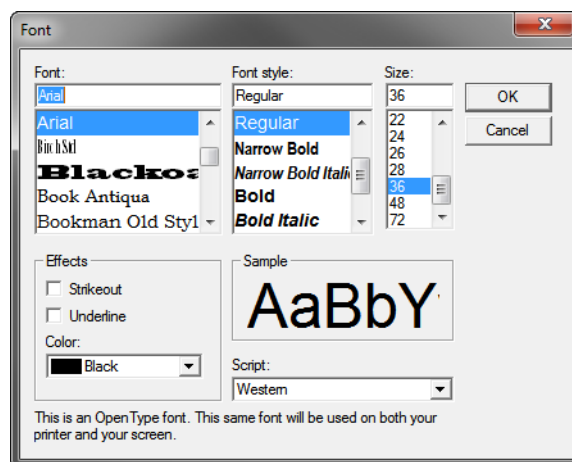 Font
Font:
Font style:
Size:
Arial
Regular
36
OK
Cancel
Arial
Birch Std
Blackoa
Book Antiqua
Bookman Old Styl
Regular
Narrow Bold
Narrow Bold Itali
Bold
Bold Italic
22
24
26
28
36
48
72
Effects
Strikeout
Underline
Color:
Black
Sample
AaBbY
Script:
Western
This is an OpenType font. This same font will be used on both your
printer and your screen.